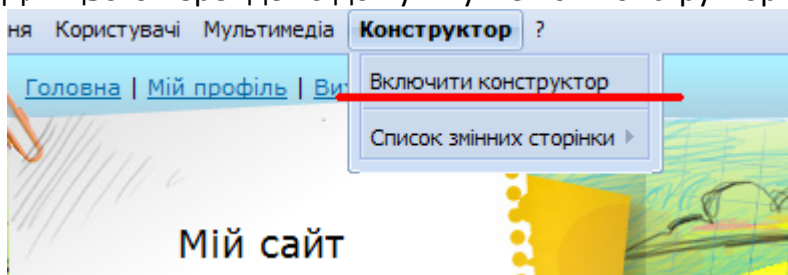 ня Користувачі Мультимедіа Конструктор ?
Включити конструктор
Головна | Мій профіль |
Список змінних сторінки
Мій сайт